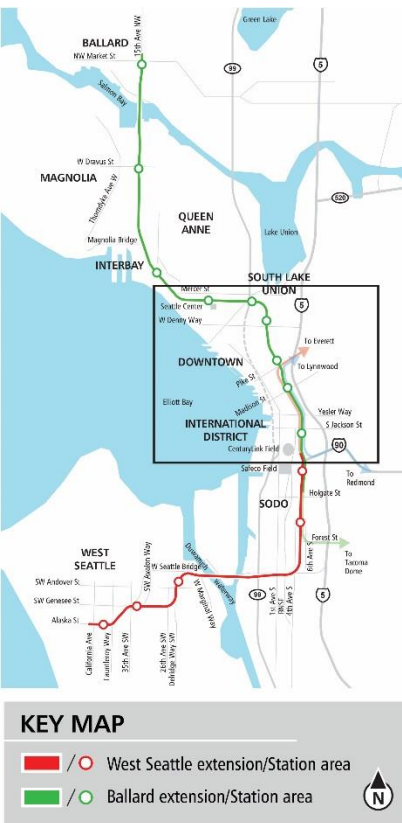 Green Lake
BALLARD
15th Ave NW
NW Market St
99
5
Salmon Bay
W Dravus St
MAGNOLIA
Thorndyke Ave W
520
QUEEN
ANNE
Lake Union
Magnolia Bridge
INTERBAY
SOUTH LAKE
UNION
Mercer St
5
Seattle Center
W Denny Way
To Everett
DOWNTOWN
To Lynnwood
Pike St
Madison St
Elliott Bay
Yesler Way
INTERNATIONAL
DISTRICT
S Jackson St
CenturyLink Field
90
Safeco Field
To
Redmond
Holgate St
SODO
WEST
SEATTLE
SW Avalon Way
Duwamish
Waterway
W Seattle Bridge
W Marginal Way
6th Ave S
Forest St
To
Tacoma
Dome
SW Andover St
SW Genesee St
Alaska St
99
5
1st Ave S
BNSF
4th Ave S
California Ave
35th Ave SW
26th Ave SW
Delridge Way SW
KEY MAP
/ West Seattle extension/Station area
/ Ballard extension/Station area
N